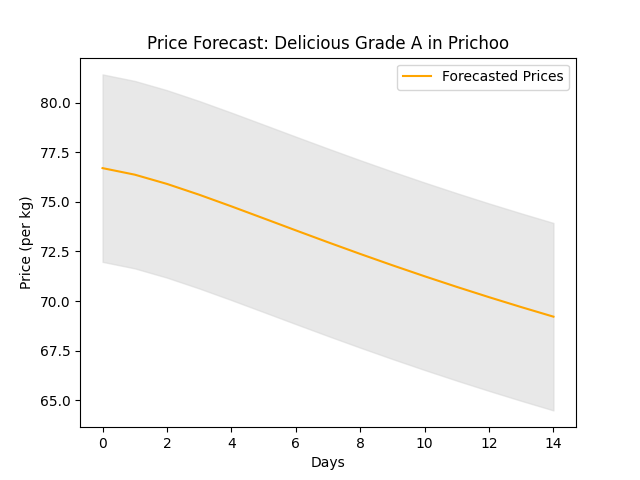 Price Forecast: Delicious Grade A in Prichoo
Forecasted Prices
Price (per kg)
80.0
77.5
75.0
72.5
70.0
67.5
65.0
0 2 4 6 8 10 12 14
Days